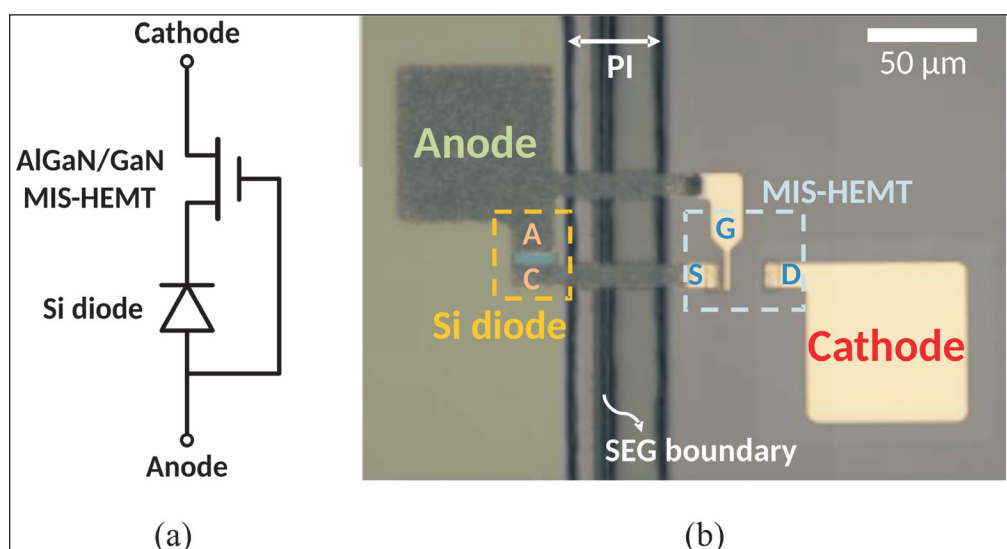 Cathode
AlGaN/GaN
MIS-HEMT
Si diode
Anode
(a)
PI
50 μm
Anode
MIS-HEMT
A
G
C
S
D
Si diode
Cathode
SEG boundary
(b)